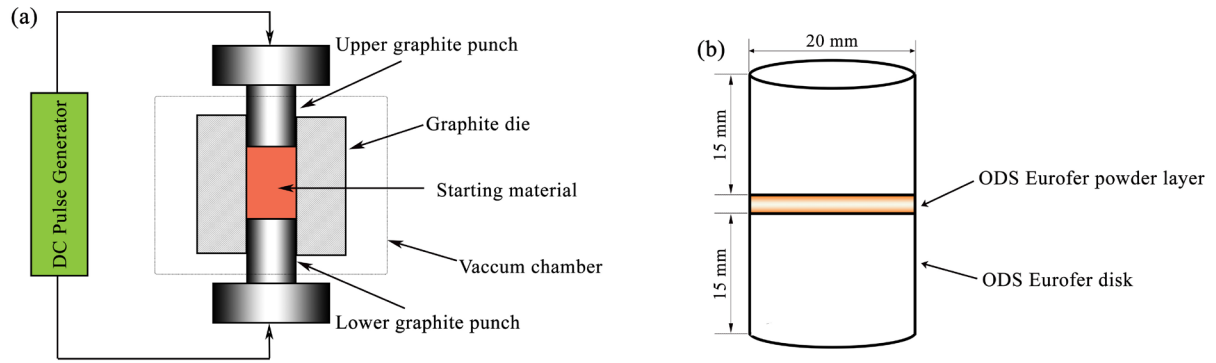 (a)
DC Pulse Generator
Upper graphite punch
Graphite die
Starting material
Vaccum chamber
Lower graphite punch
(b)
20 mm
15 mm
15 mm
ODS Eurofer powder layer
ODS Eurofer disk